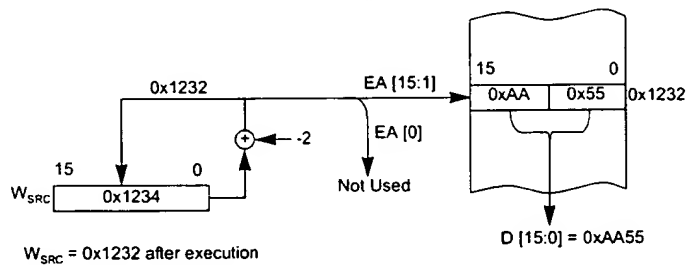 15 0
0x1232 EA [15:1] 0xAA 0x55 0x1232
EA [0]
+ -2
15 0
Not Used
W_SRC 0x1234
D [15:0] = 0xAA55
W_SRC = 0x1232 after execution